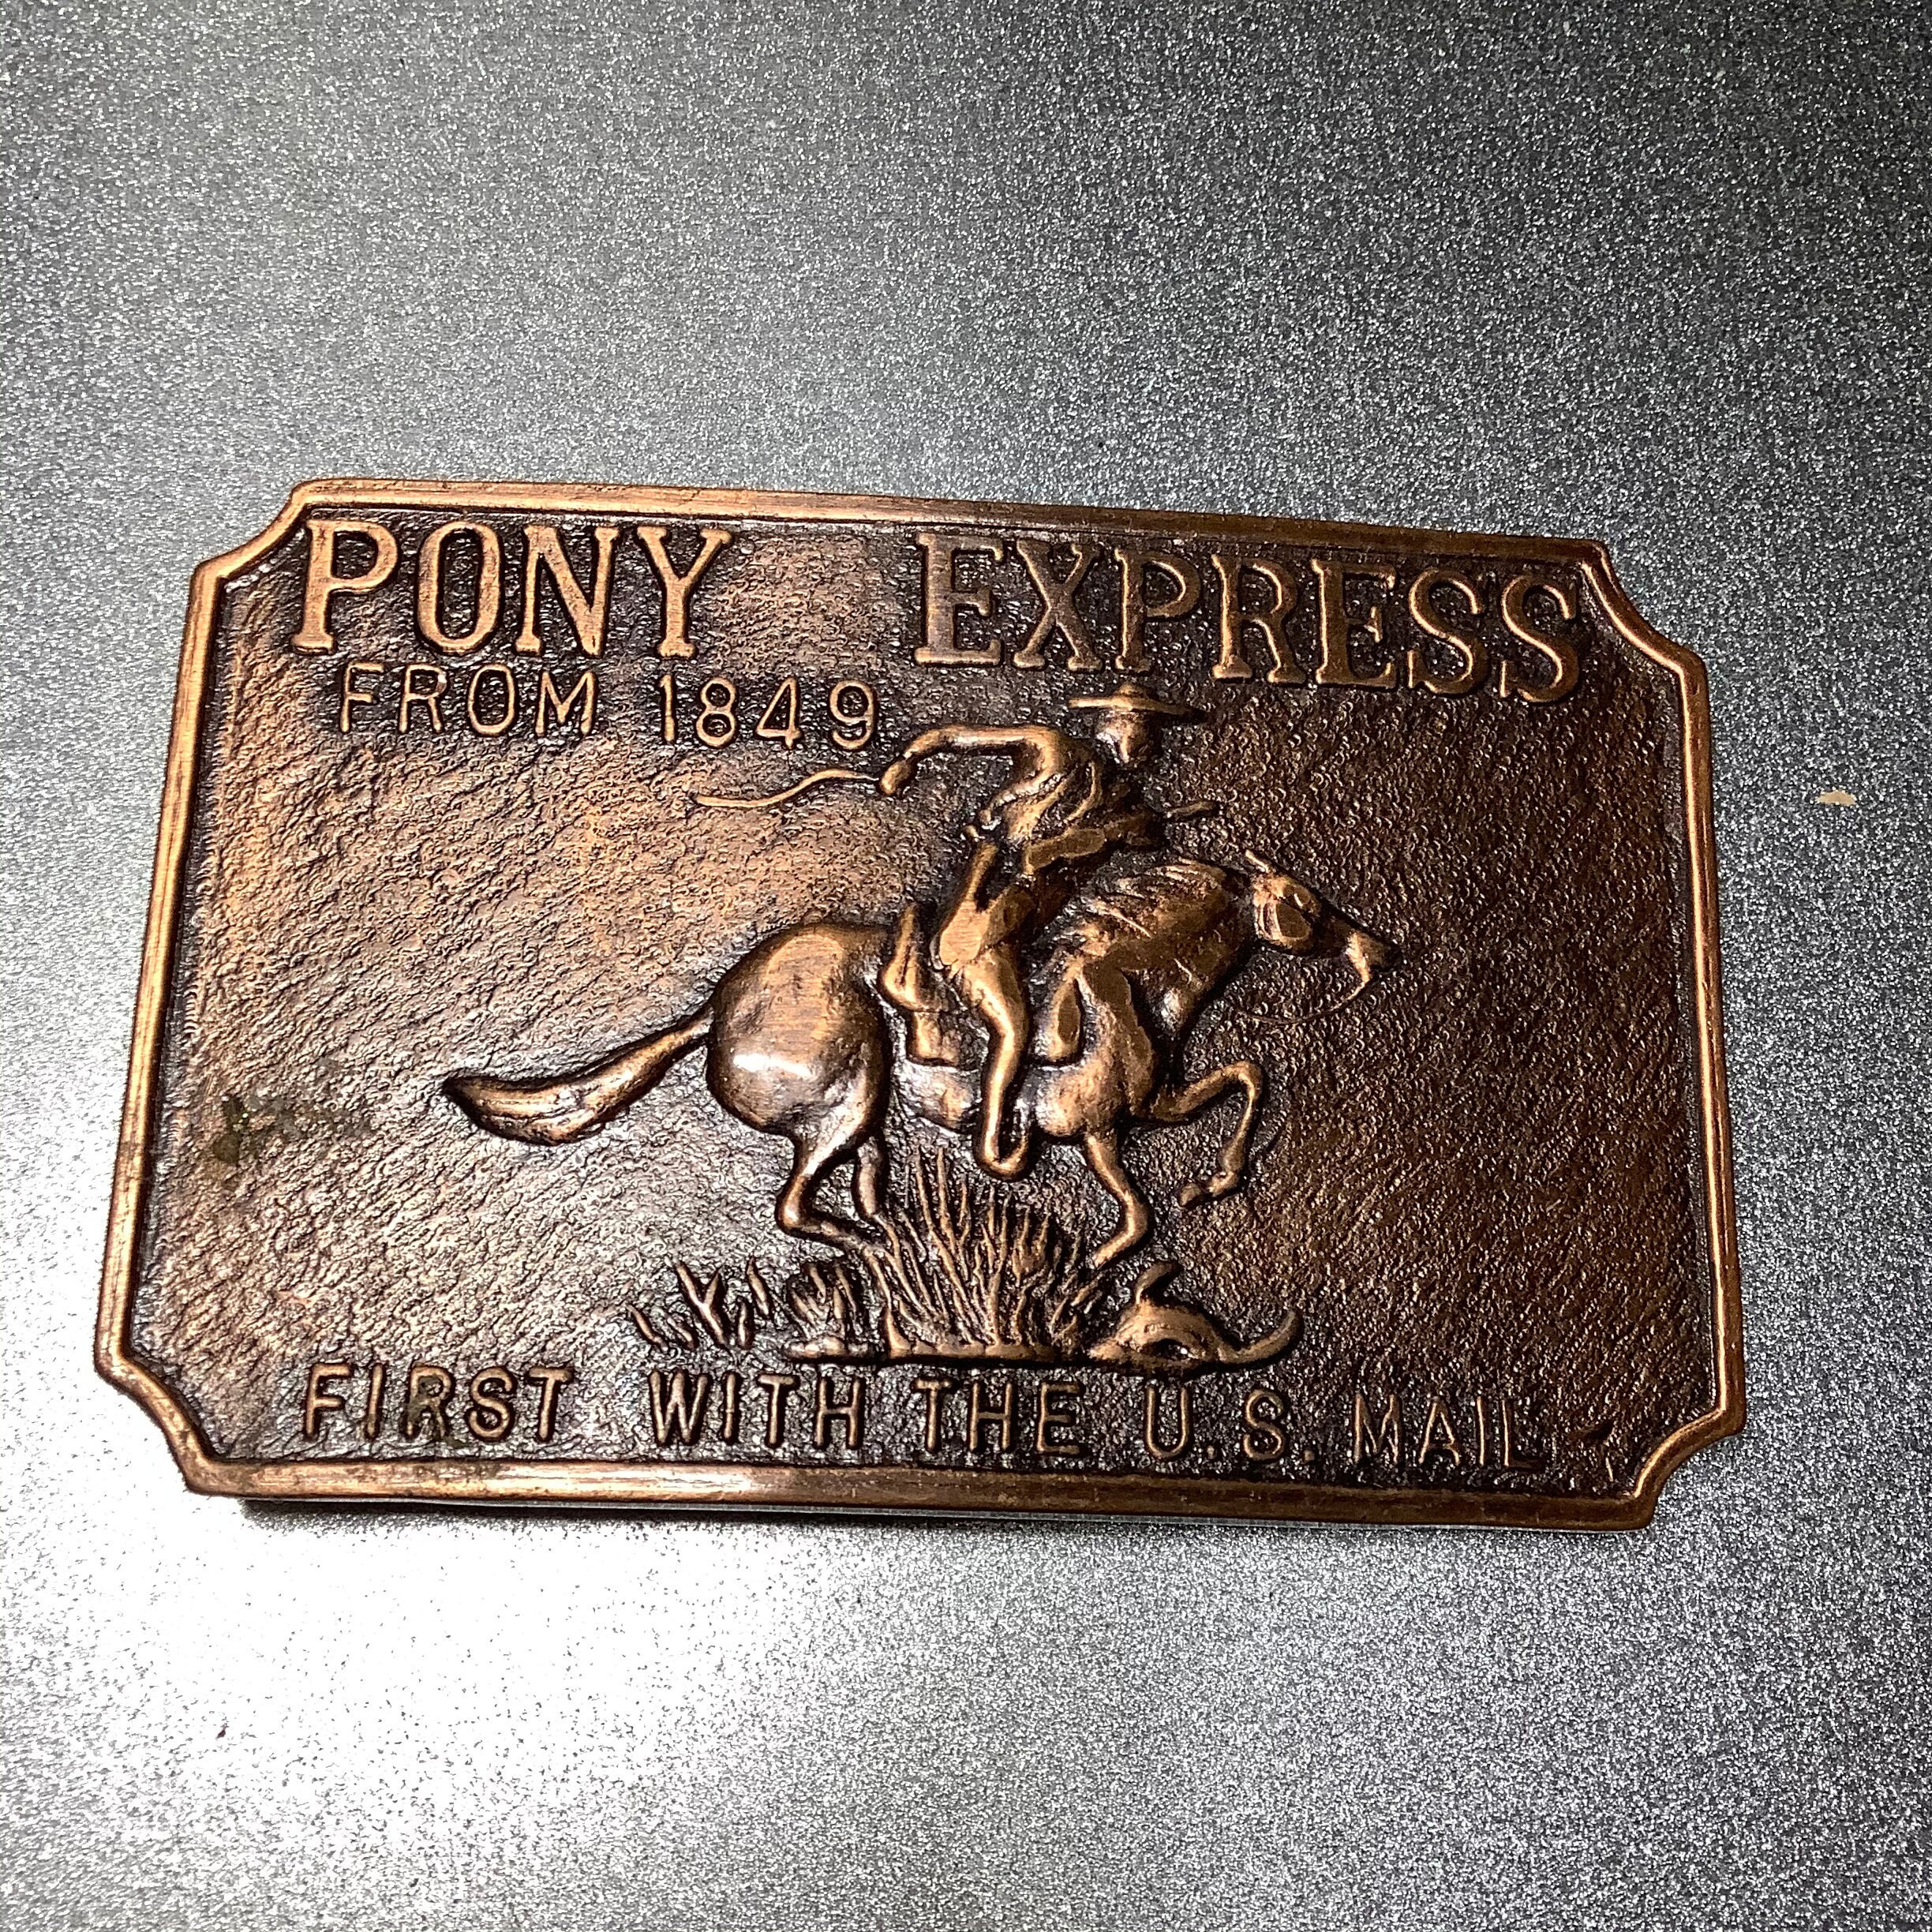 PONY EXPRESS
FROM 1849
FIRST WITH THE U.S. MAIL